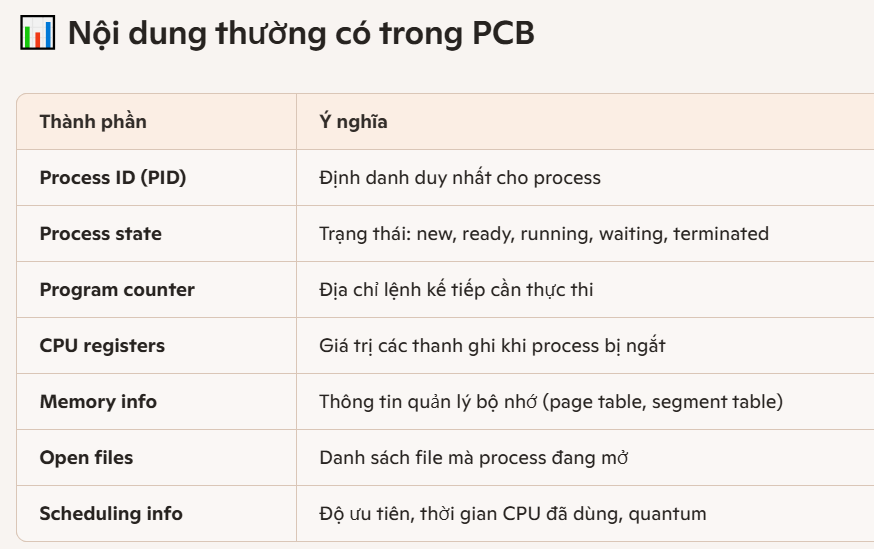 Nội dung thường có trong PCB
Thành phần Ý nghĩa
Process ID (PID) Định danh duy nhất cho process
Process state Trạng thái: new, ready, running, waiting, terminated
Program counter Địa chỉ lệnh kế tiếp cần thực thi
CPU registers Giá trị các thanh ghi khi process bị ngắt
Memory info Thông tin quản lý bộ nhớ (page table, segment table)
Open files Danh sách file mà process đang mở
Scheduling info Độ ưu tiên, thời gian CPU đã dùng, quantum